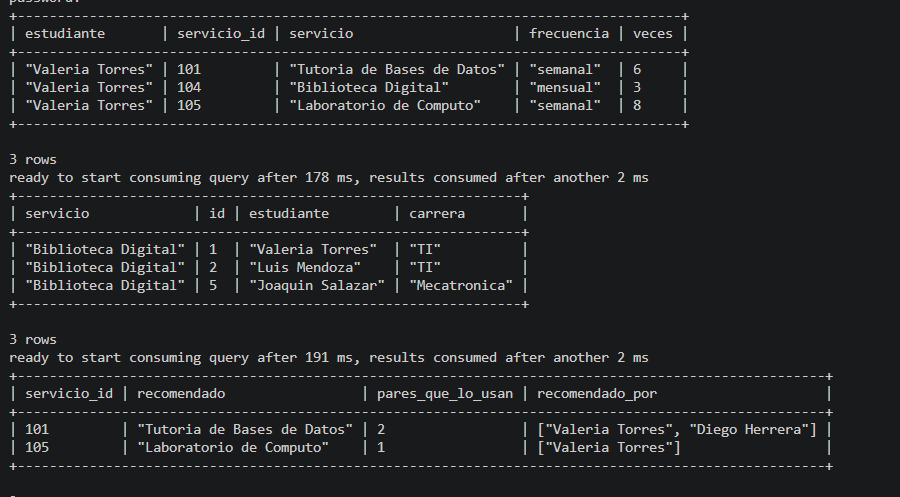 password:
+----------------------------------------------------------------------------------+
| estudiante       | servicio_id | servicio                   | frecuencia | veces |
+----------------------------------------------------------------------------------+
| "Valeria Torres" | 101         | "Tutoria de Bases de Datos" | "semanal"  | 6     |
| "Valeria Torres" | 104         | "Biblioteca Digital"        | "mensual"  | 3     |
| "Valeria Torres" | 105         | "Laboratorio de Computo"    | "semanal"  | 8     |
+----------------------------------------------------------------------------------+
3 rows
ready to start consuming query after 178 ms, results consumed after another 2 ms
+--------------------------------------------------------------+
| servicio             | id | estudiante         | carrera       |
+--------------------------------------------------------------+
| "Biblioteca Digital" | 1  | "Valeria Torres"   | "TI"          |
| "Biblioteca Digital" | 2  | "Luis Mendoza"     | "TI"          |
| "Biblioteca Digital" | 5  | "Joaquin Salazar" | "Mecatronica" |
+--------------------------------------------------------------+
3 rows
ready to start consuming query after 191 ms, results consumed after another 2 ms
+----------------------------------------------------------------------------------------------------+
| servicio_id | recomendado                 | pares_que_lo_usan | recomendado_por                    |
+----------------------------------------------------------------------------------------------------+
| 101         | "Tutoria de Bases de Datos" | 2                 | ["Valeria Torres", "Diego Herrera"] |
| 105         | "Laboratorio de Computo"    | 1                 | ["Valeria Torres"]                  |
+----------------------------------------------------------------------------------------------------+